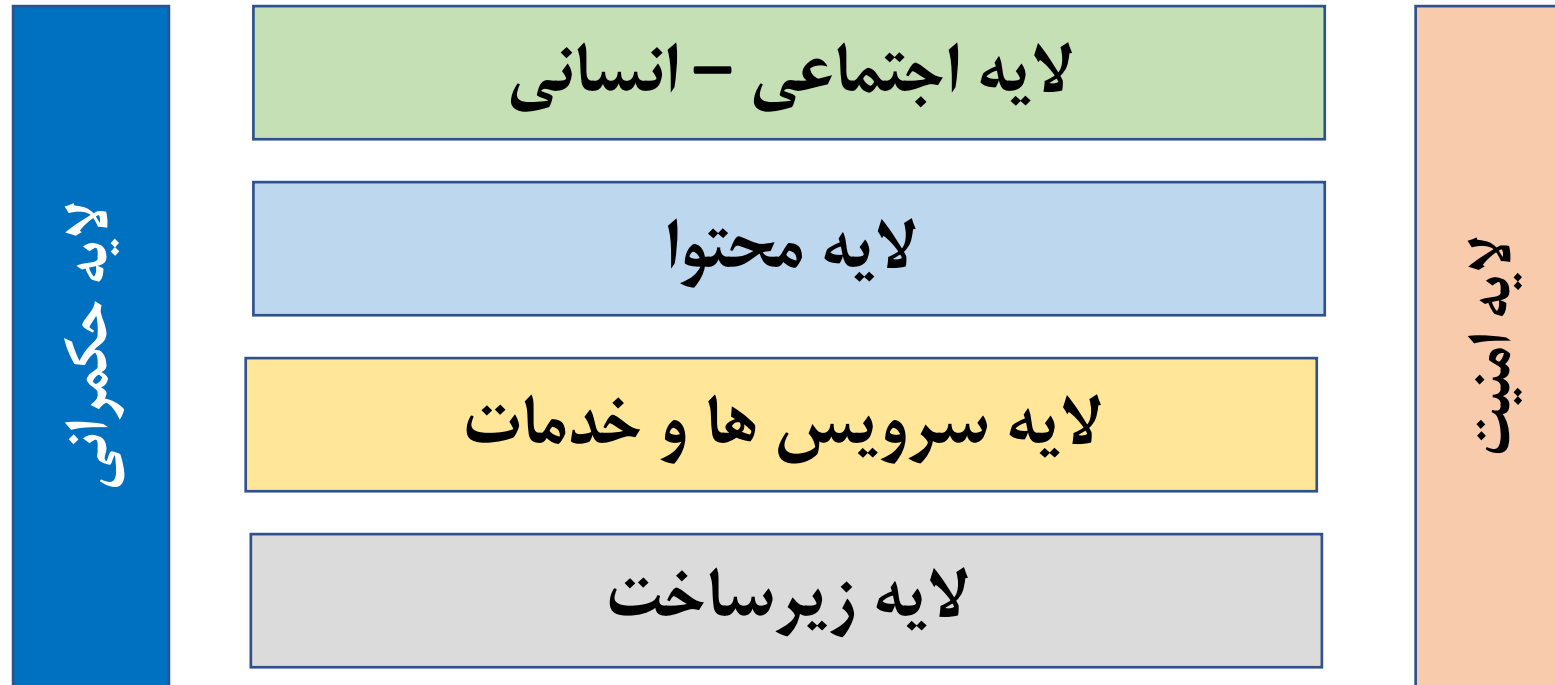 لایه اجتماعی – انسانی
لایه محتوا
لایه سرویس ها و خدمات
لایه زیرساخت
لایه امنیت
لایه حکمرانی